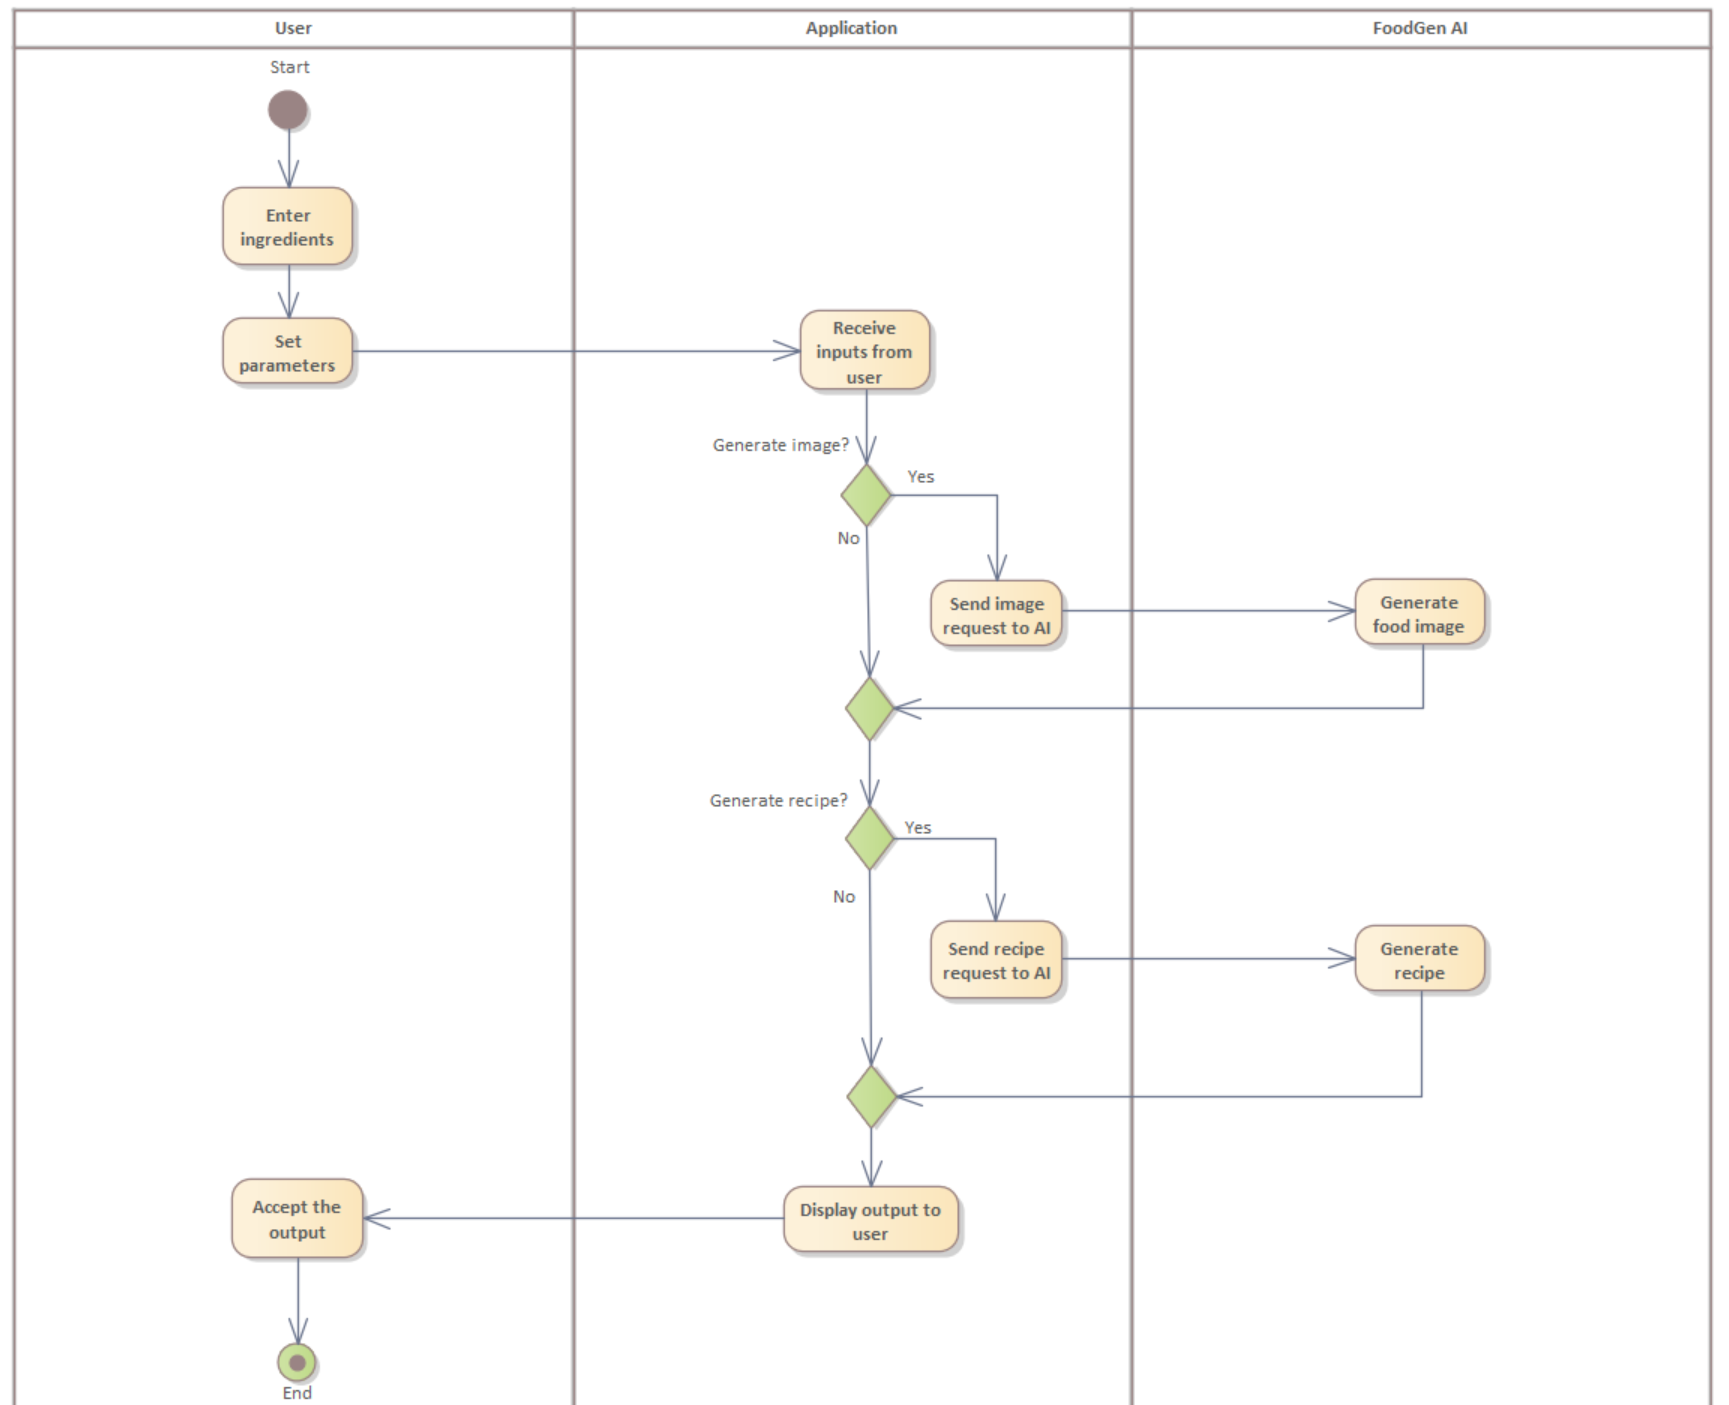 User
Application
FoodGen AI
Start
Enter
ingredients
Set
parameters
Receive
inputs from
user
Generate image?
Yes
No
Send image
request to AI
Generate
food image
Generate recipe?
Yes
No
Send recipe
request to AI
Generate
recipe
Display output to
user
Accept the
output
End